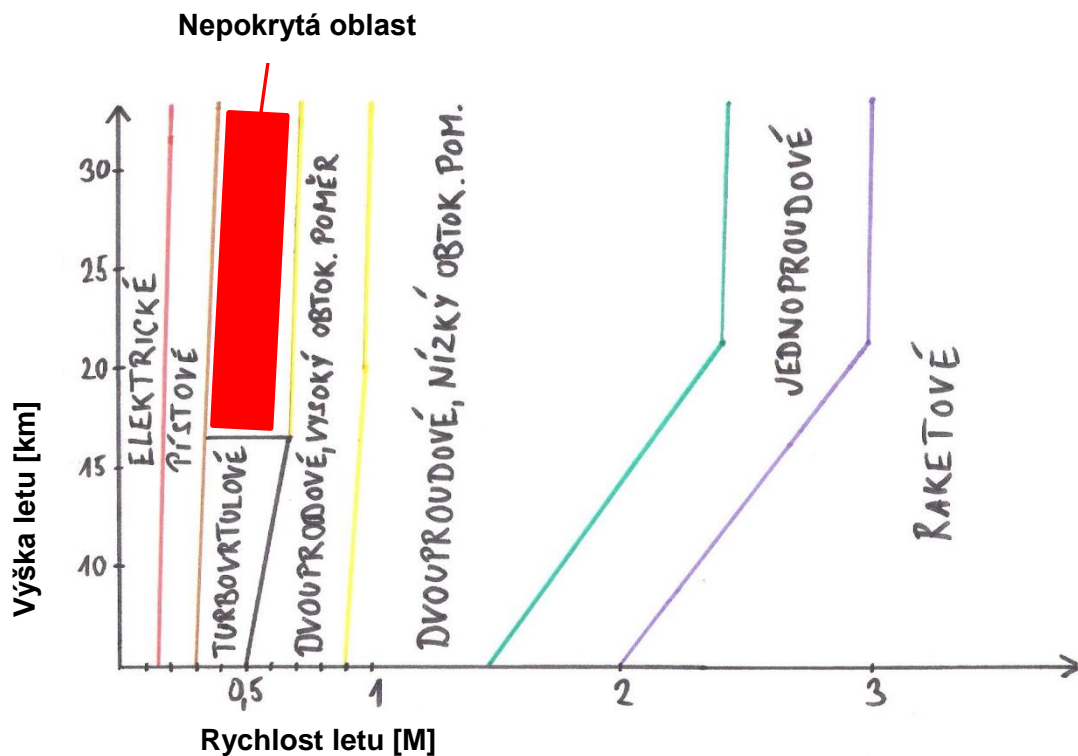 Nepokrytá oblast
Výška letu [km]
30
25
20
15
10
ELEKTRICKÉ
PÍSTOVÉ
TURBOVRTULOVÉ
DVOUPRODOVÉ, VYSOKÝ OBTOK. POMĚR
DVOUPROUDOVÉ, NÍZKÝ OBTOK. POM.
JEDNOPROUDOVÉ
RAKETOVÉ
0,5
1
2
3
Rychlost letu [M]